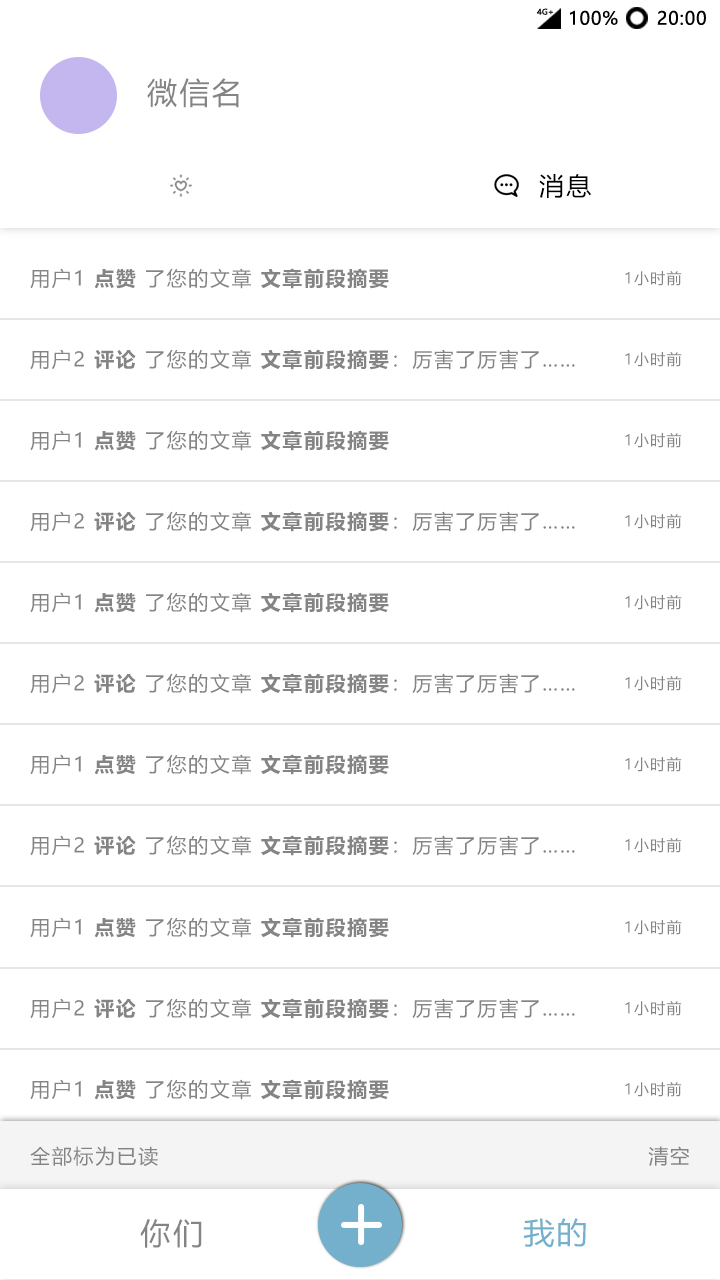 4G+ 100% 20:00
微信名
消息
用户1 点赞 了您的文章 文章前段摘要 1小时前
用户2 评论 了您的文章 文章前段摘要：厉害了厉害了…… 1小时前
用户1 点赞 了您的文章 文章前段摘要 1小时前
用户2 评论 了您的文章 文章前段摘要：厉害了厉害了…… 1小时前
用户1 点赞 了您的文章 文章前段摘要 1小时前
用户2 评论 了您的文章 文章前段摘要：厉害了厉害了…… 1小时前
用户1 点赞 了您的文章 文章前段摘要 1小时前
用户2 评论 了您的文章 文章前段摘要：厉害了厉害了…… 1小时前
用户1 点赞 了您的文章 文章前段摘要 1小时前
用户2 评论 了您的文章 文章前段摘要：厉害了厉害了…… 1小时前
用户1 点赞 了您的文章 文章前段摘要 1小时前
全部标为已读 清空
你们 我的